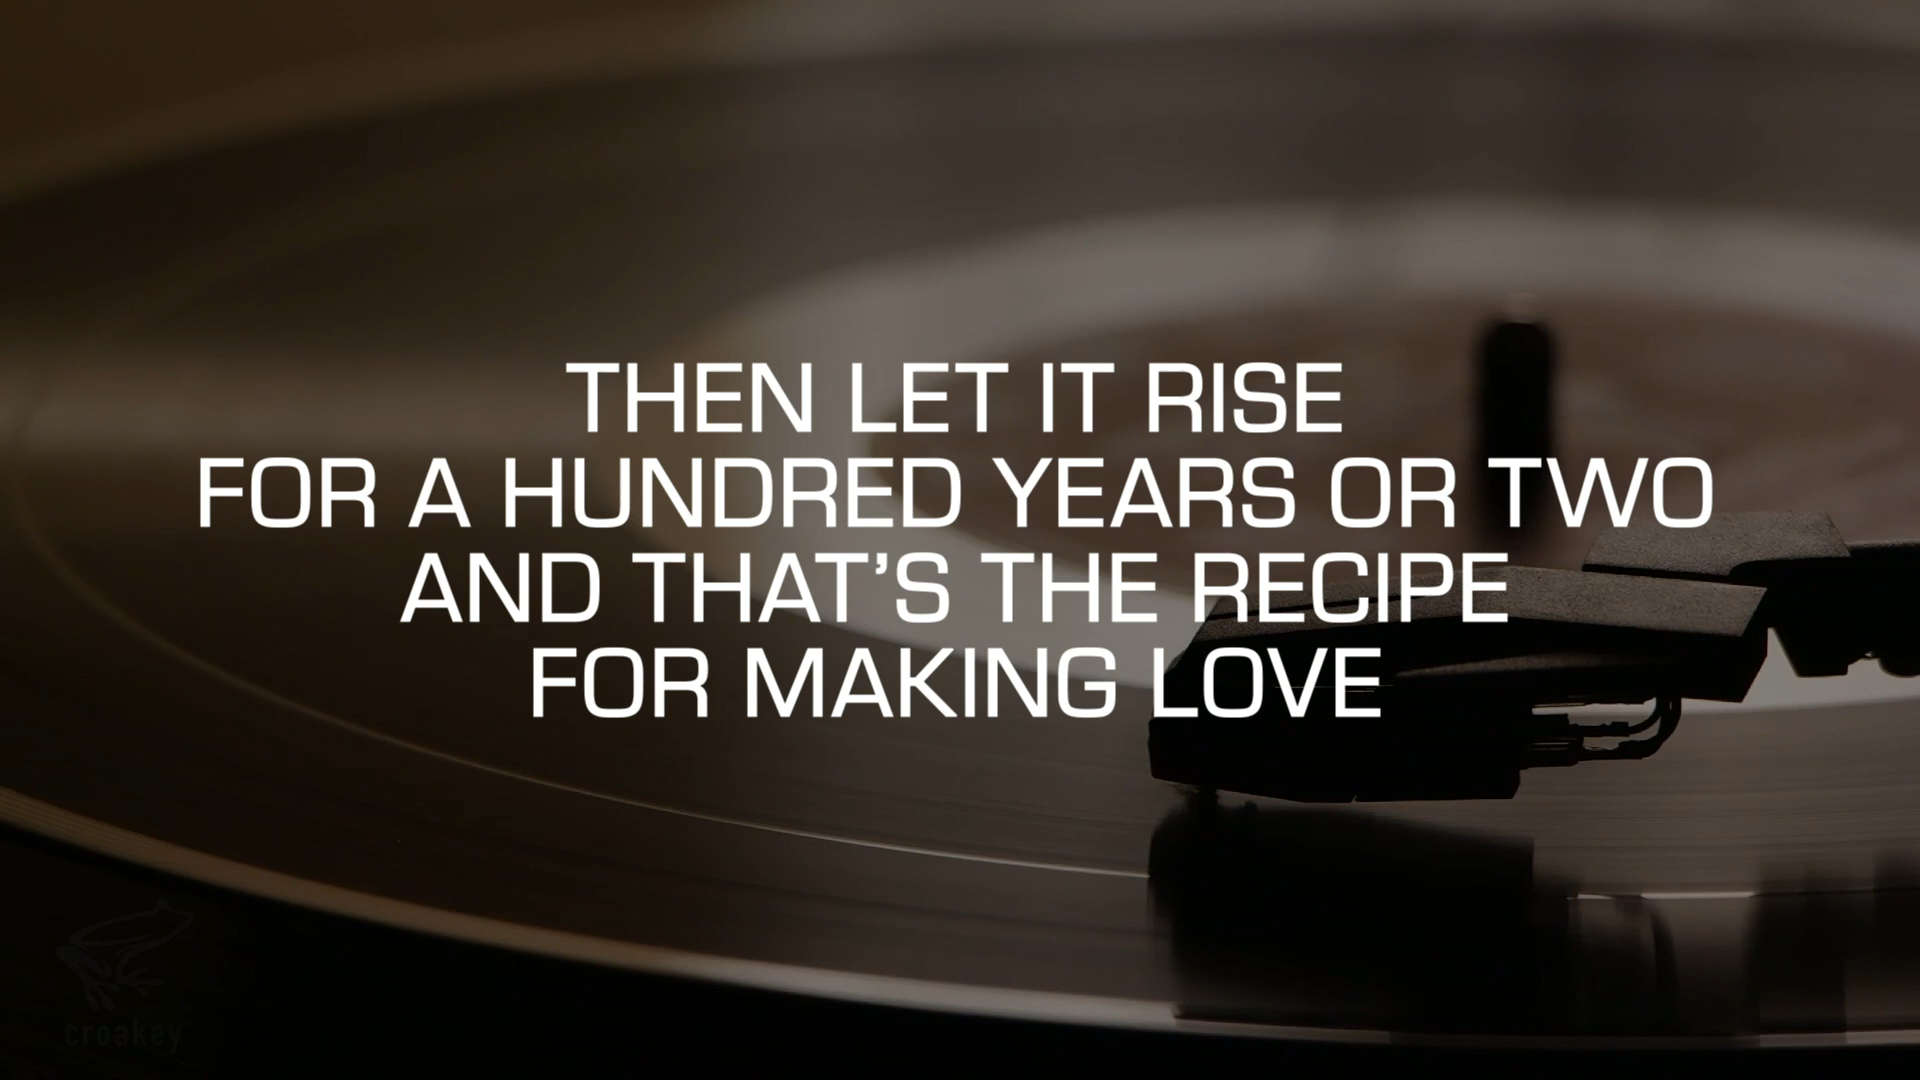 THEN LET IT RISE
FOR A HUNDRED YEARS OR TWO
AND THAT'S THE RECIPE
FOR MAKING LOVE
croakey